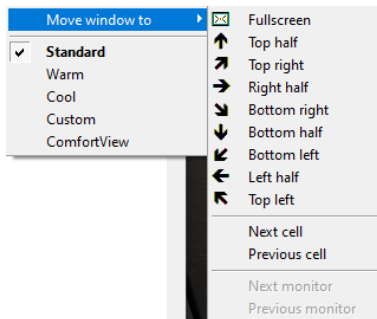 Move window to
Standard
Warm
Cool
Custom
ComfortView
Fullscreen
Top half
Top right
Right half
Bottom right
Bottom half
Bottom left
Left half
Top left
Next cell
Previous cell
Next monitor
Previous monitor